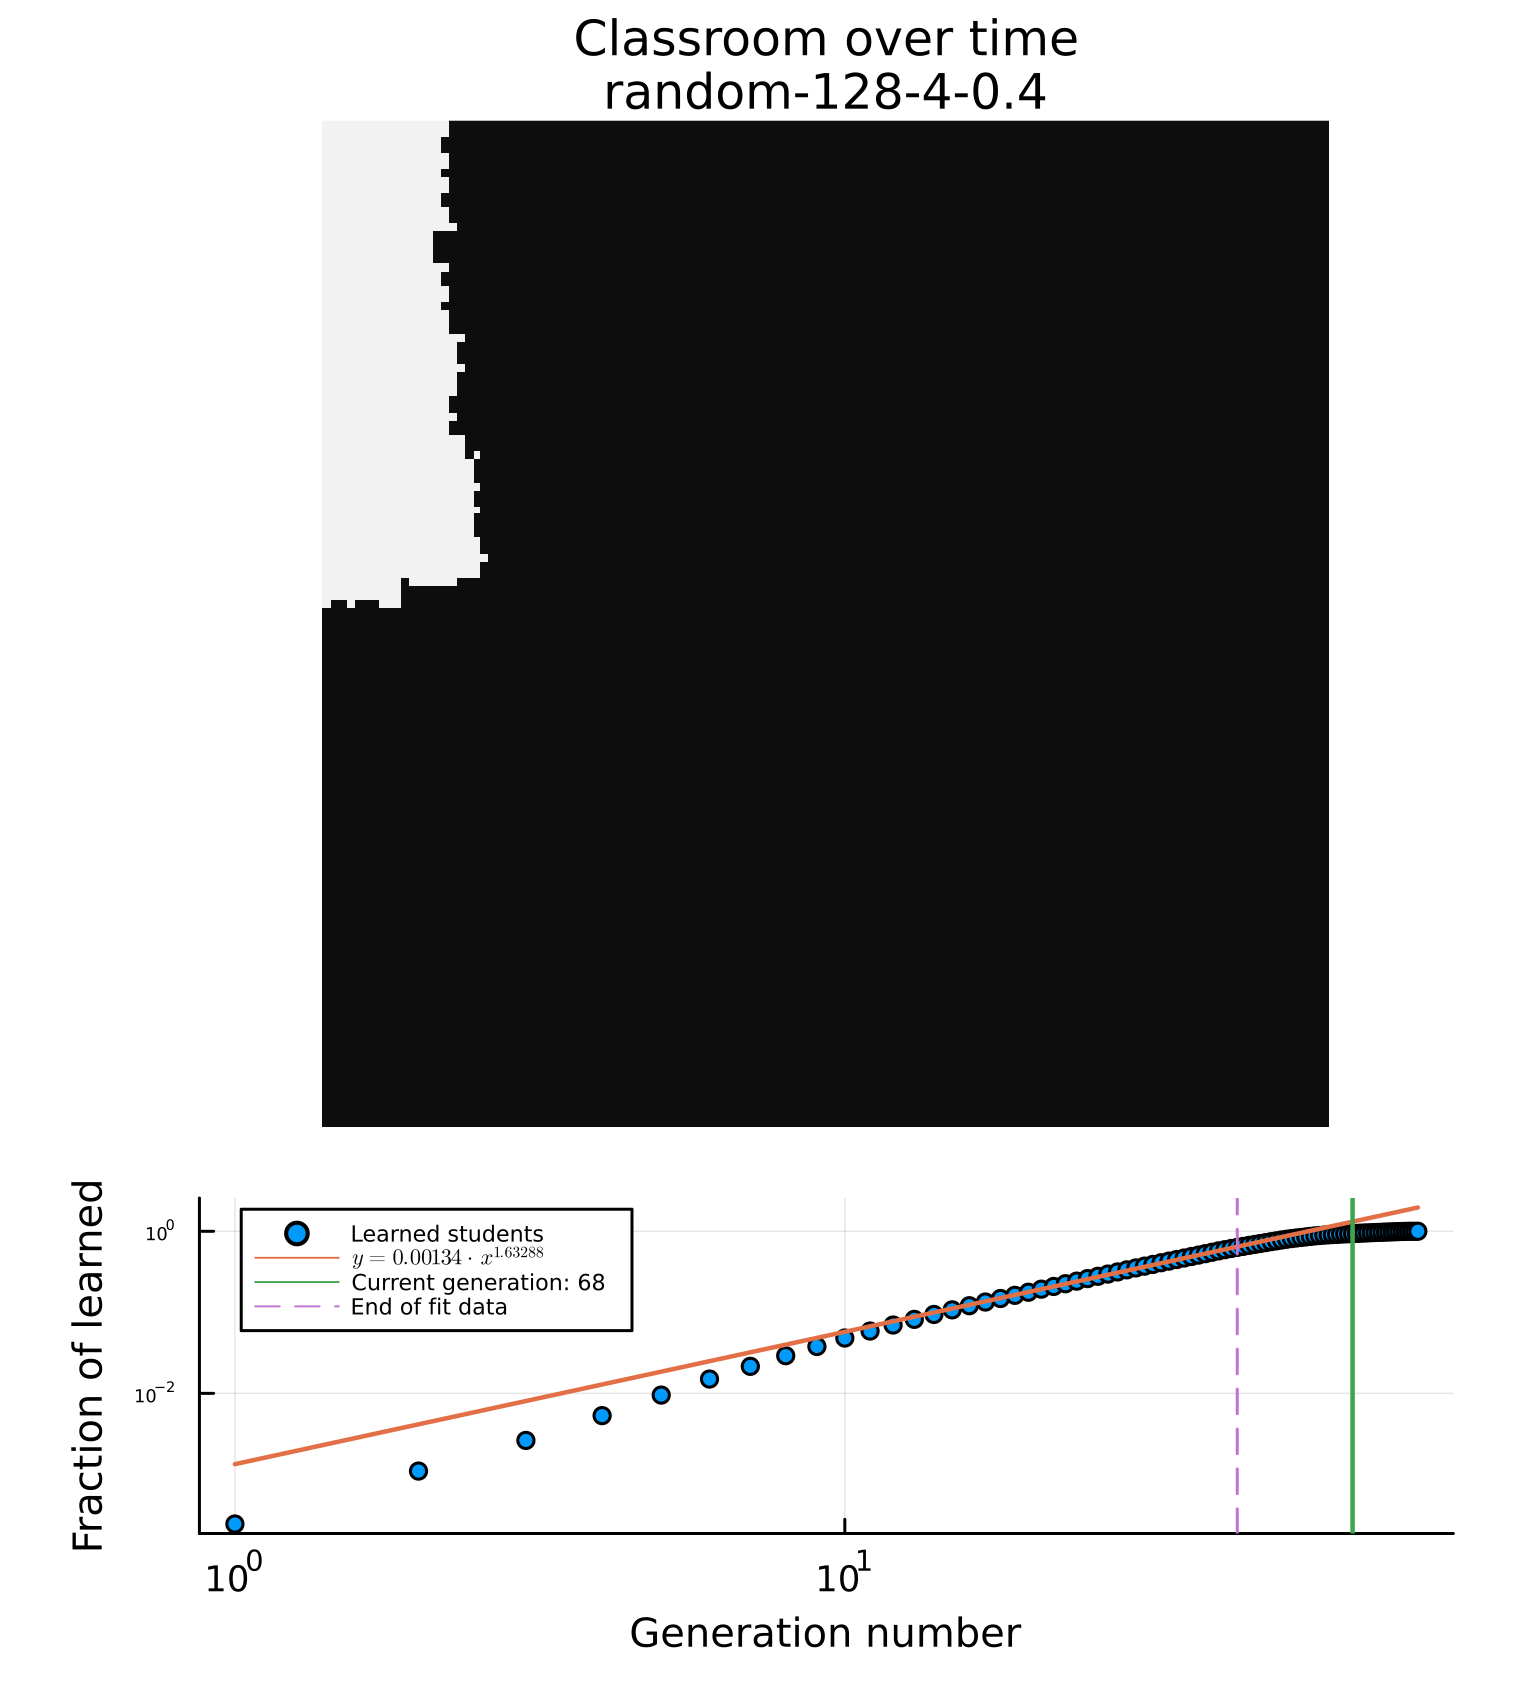 Classroom over time
random-128-4-0.4
Fraction of learned
10⁰
10⁻²
Learned students
y = 0.00134 · x^1.63288
Current generation: 68
End of fit data
10⁰
10¹
Generation number